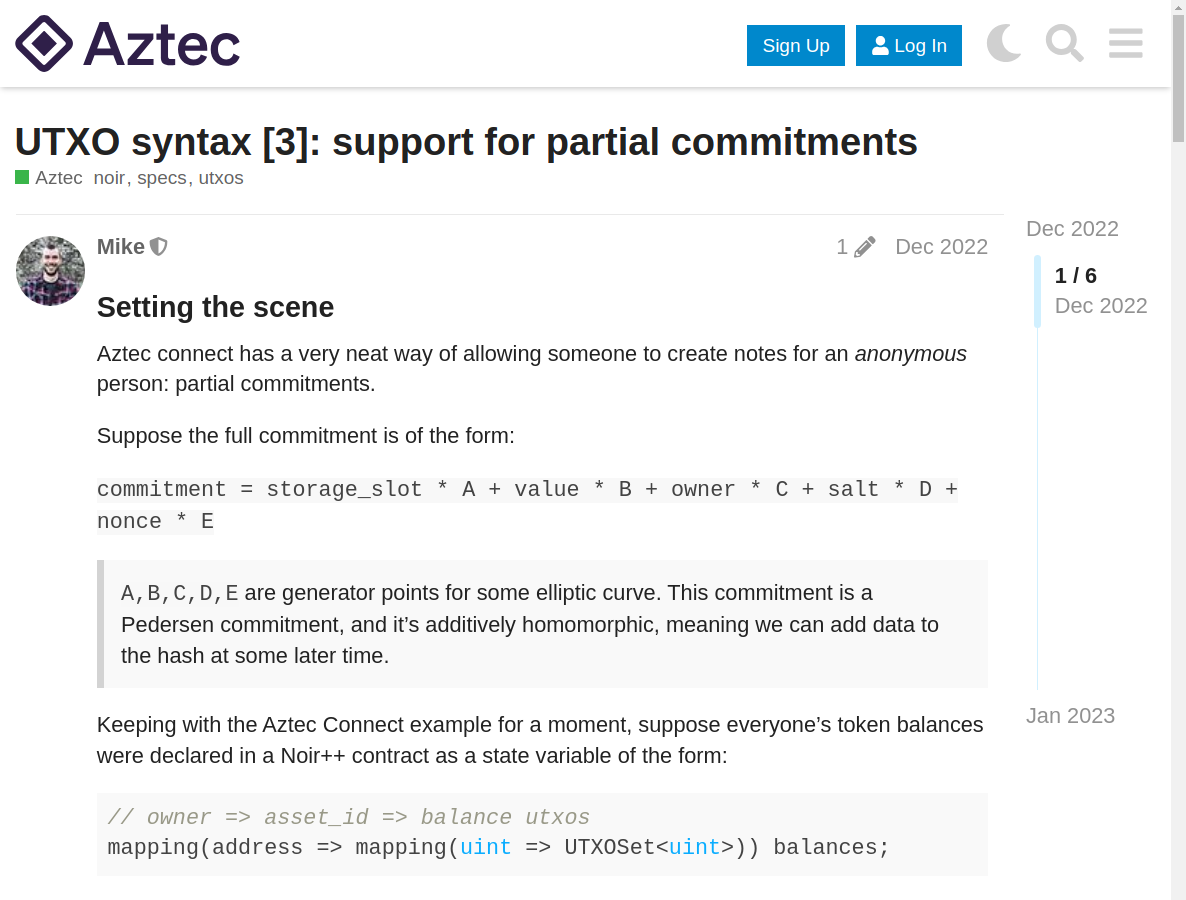 Aztec
Sign Up
Log In
UTXO syntax [3]: support for partial commitments
Aztec noir, specs, utxos
Mike
1
Dec 2022
Dec 2022
1 / 6
Dec 2022
Jan 2023
Setting the scene
Aztec connect has a very neat way of allowing someone to create notes for an anonymous
person: partial commitments.
Suppose the full commitment is of the form:
commitment = storage_slot * A + value * B + owner * C + salt * D +
nonce * E
A,B,C,D,E are generator points for some elliptic curve. This commitment is a
Pedersen commitment, and it’s additively homomorphic, meaning we can add data to
the hash at some later time.
Keeping with the Aztec Connect example for a moment, suppose everyone’s token balances
were declared in a Noir++ contract as a state variable of the form:
// owner => asset_id => balance utxos
mapping(address => mapping(uint => UTXOSet<uint>)) balances;